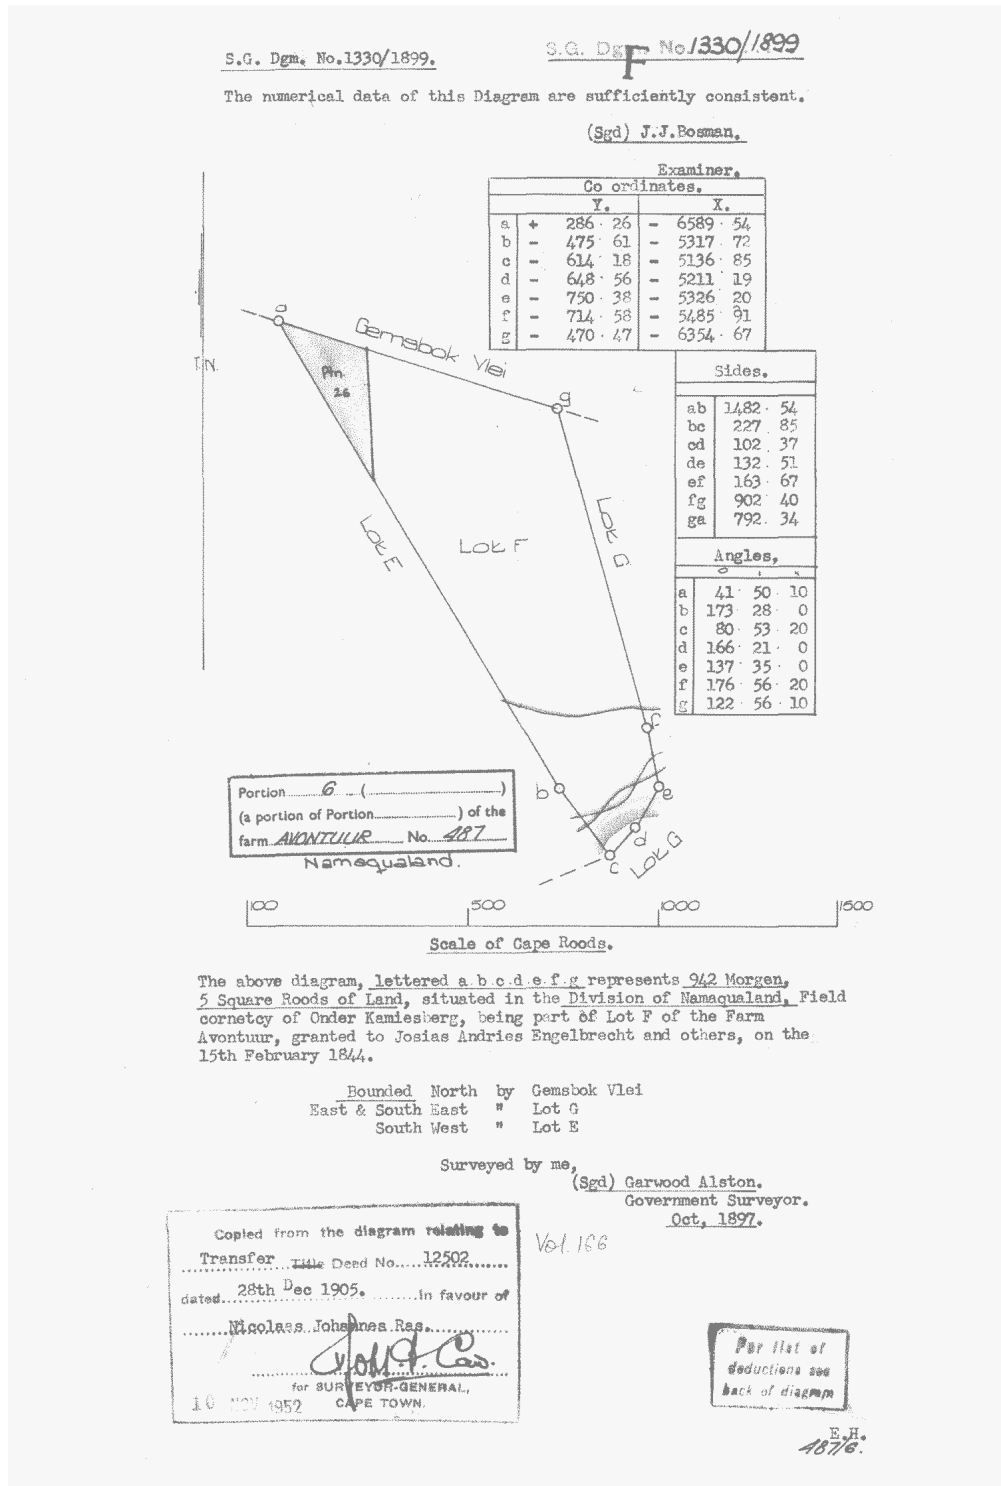 S.G. Dgm. No.1330/1899.
S.G. Dgm No.1330/1899
F
The numerical data of this Diagram are sufficiently consistent.
(Sgd) J.J.Bosman.
Examiner.
Co ordinates.
Y. X.
a + 286 · 26 - 6589 · 54
b - 475 · 61 - 5317 · 72
c - 614 · 18 - 5136 · 85
d - 648 · 56 - 5211 · 19
e - 750 · 38 - 5326 · 20
f - 714 · 58 - 5485 · 91
g - 470 · 47 - 6354 · 67
a
Gemsbok Vlei
T.N.
Ptn.
26
g
Sides.
ab 1482 · 54
bc 227 . 85
cd 102 . 37
de 132 . 51
ef 163 · 67
fg 902 · 40
ga 792 . 34
Lot E
Lot F
Lot G
Angles,
o ' "
a 41 · 50 · 10
b 173 · 28 · 0
c 80 · 53 · 20
d 166 · 21 · 0
e 137 · 35 · 0
f 176 · 56 · 20
g 122 · 56 · 10
f
b
e
d
c
Lot G
Portion 6 ( )
(a portion of Portion ) of the
farm AVONTUUR No. 487
Namaqualand.
100 500 1000 1500
Scale of Cape Roods.
The above diagram, lettered a.b.c.d.e.f.g represents 942 Morgen,
5 Square Roods of Land, situated in the Division of Namaqualand, Field
cornetcy of Onder Kamiesberg, being part of Lot F of the Farm
Avontuur, granted to Josias Andries Engelbrecht and others, on the
15th February 1844.
Bounded North by Gemsbok Vlei
East & South East " Lot G
South West " Lot E
Surveyed by me,
(Sgd) Garwood Alston.
Government Surveyor.
Oct, 1897.
Copied from the diagram relating to
Transfer Title Deed No. 12502
dated 28th Dec 1905. in favour of
Nicolaas Johannes Ras.
for SURVEYOR-GENERAL,
10 NOV 1952 CAPE TOWN.
Vol. 166
For list of
deductions see
back of diagram
E.H.
487/6.